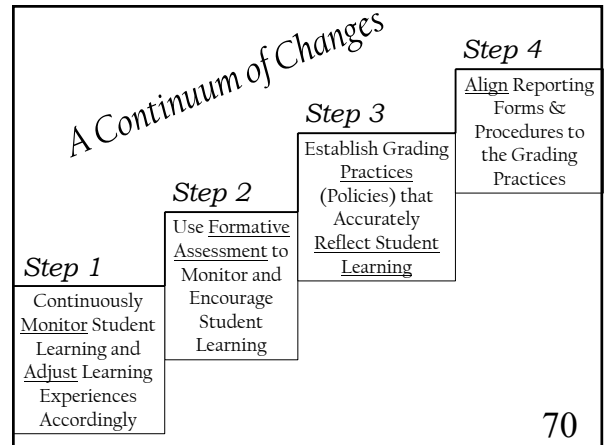 A Continuum of Changes
Step 1
Continuously
Monitor Student
Learning and
Adjust Learning
Experiences
Accordingly
Step 2
Use Formative
Assessment to
Monitor and
Encourage
Student
Learning
Step 3
Establish Grading
Practices
(Policies) that
Accurately
Reflect Student
Learning
Step 4
Align Reporting
Forms &
Procedures to
the Grading
Practices
70